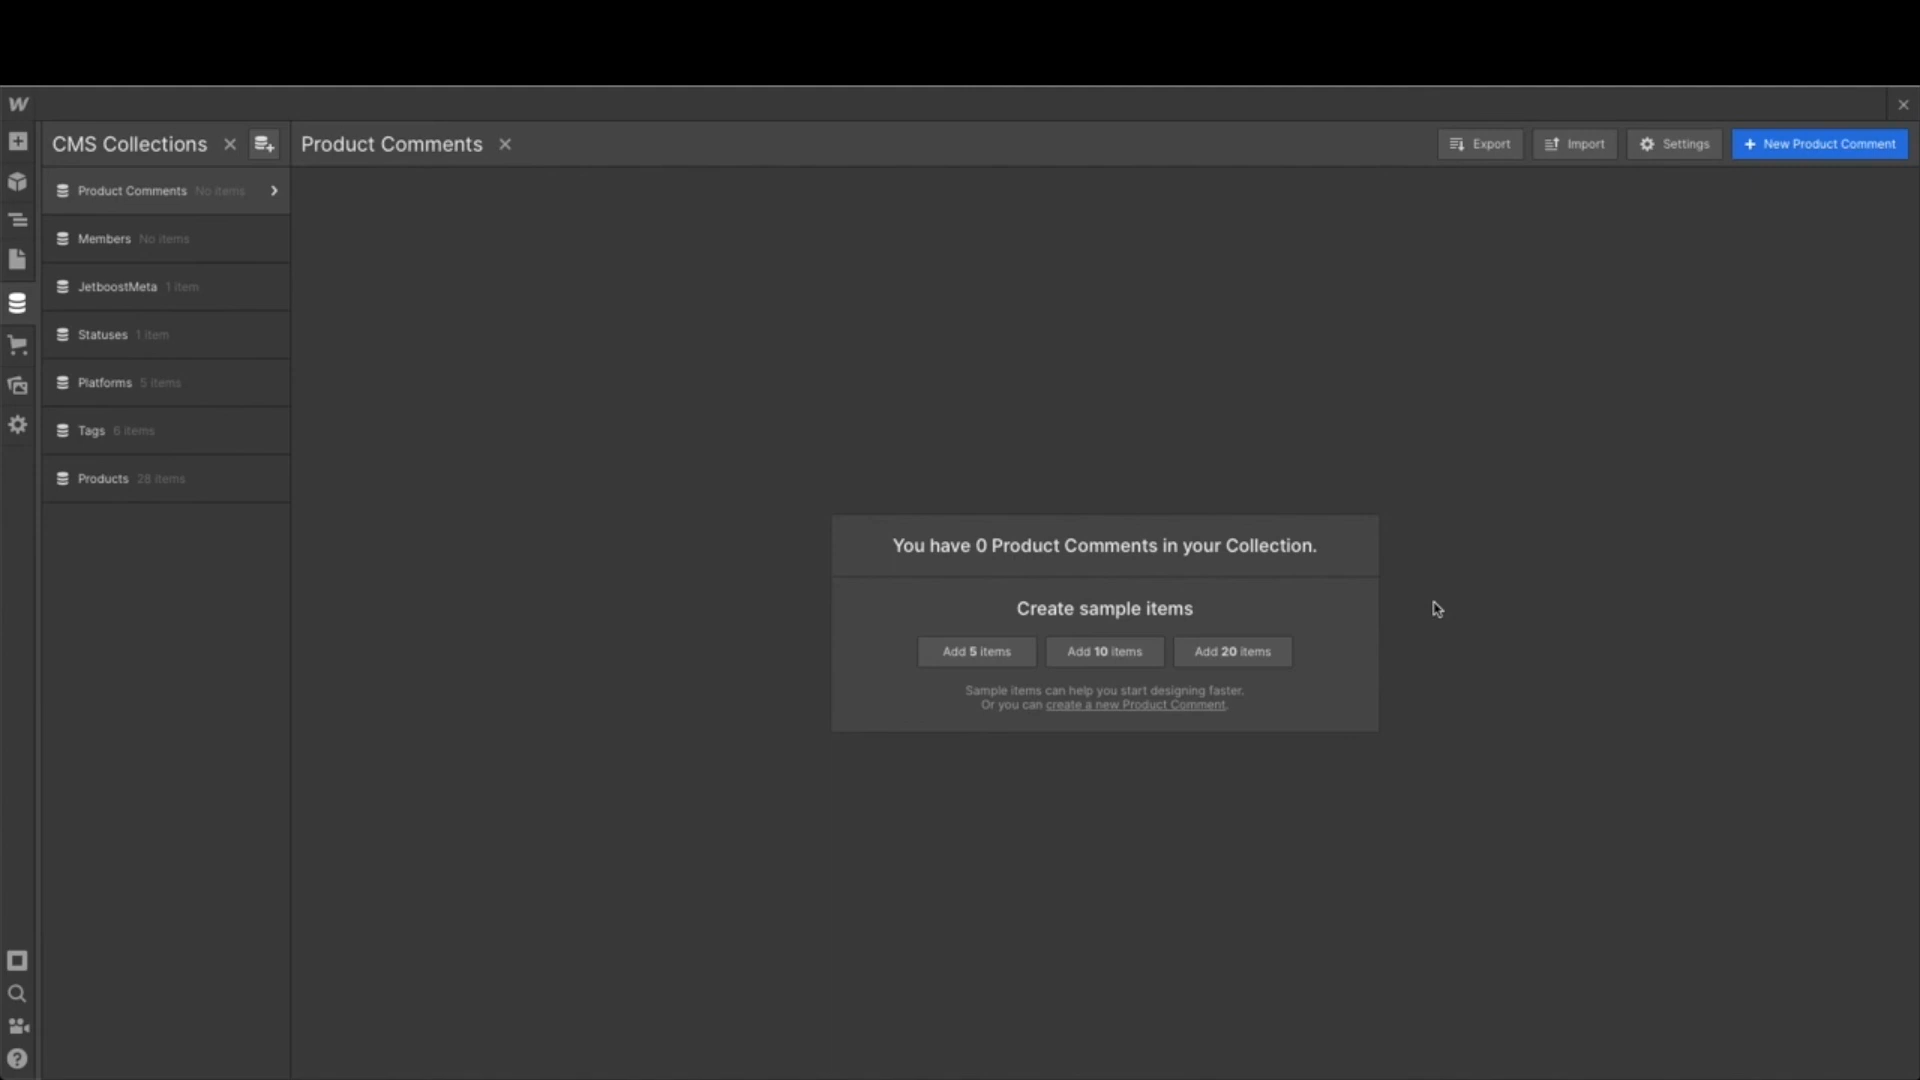 W
CMS Collections
Product Comments
Export
Import
Settings
+ New Product Comment
Product Comments No items
Members No items
JetboostMeta 1 item
Statuses 1 item
Platforms 5 items
Tags 6 items
Products 28 items
You have 0 Product Comments in your Collection.
Create sample items
Add 5 items
Add 10 items
Add 20 items
Sample items can help you start designing faster.
Or you can create a new Product Comment.